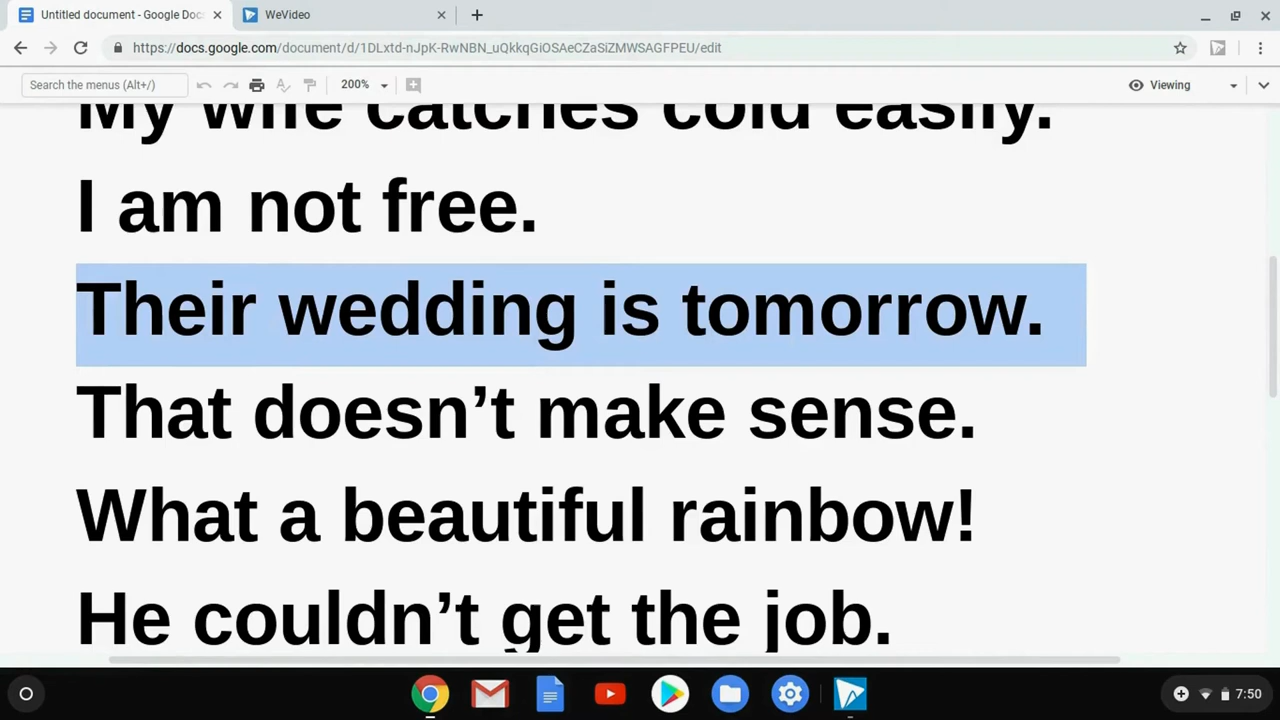 Untitled document - Google Docs
WeVideo
https://docs.google.com/document/d/1DLxtd-nJpK-RwNBN_uQkkqGiOSAeCZaSiZMWSAGFPEU/edit
Search the menus (Alt+/)
200%
Viewing
My wife catches cold easily.
I am not free.
Their wedding is tomorrow.
That doesn’t make sense.
What a beautiful rainbow!
He couldn’t get the job.
7:50